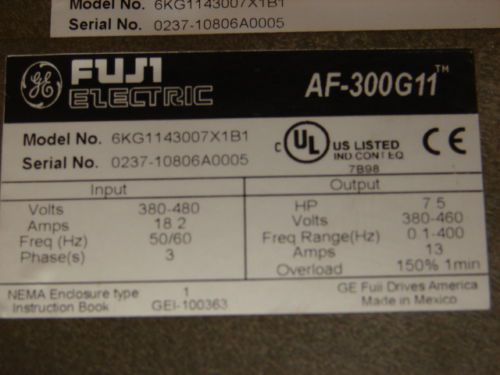 Model No. 6KG1143007X1B1
Serial No. 0237-10806A0005
GE FUJI ELECTRIC
AF-300G11™
Model No. 6KG1143007X1B1
Serial No. 0237-10806A0005
C UL US LISTED
IND CONT EQ
7B98
CE
Input
Volts 380-480
Amps 18.2
Freq (Hz) 50/60
Phase(s) 3
Output
HP 7.5
Volts 380-460
Freq Range(Hz) 0.1-400
Amps 13
Overload 150% 1min
NEMA Enclosure type 1
Instruction Book GEI-100363
GE Fuji Drives America
Made in Mexico